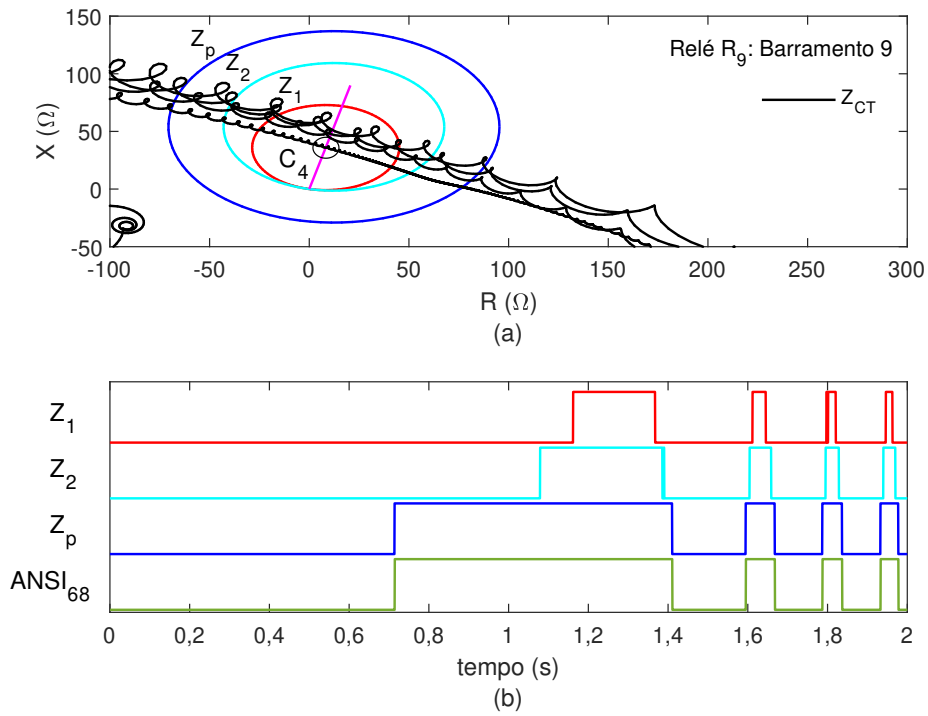 150
100
50
0
-50
X (Ω)
Z_p
Z_2
Z_1
C_4
Relé R_9: Barramento 9
Z_CT
-100 -50 0 50 100 150 200 250 300
R (Ω)
(a)
Z_1
Z_2
Z_p
ANSI_68
0 0,2 0,4 0,6 0,8 1 1,2 1,4 1,6 1,8 2
tempo (s)
(b)